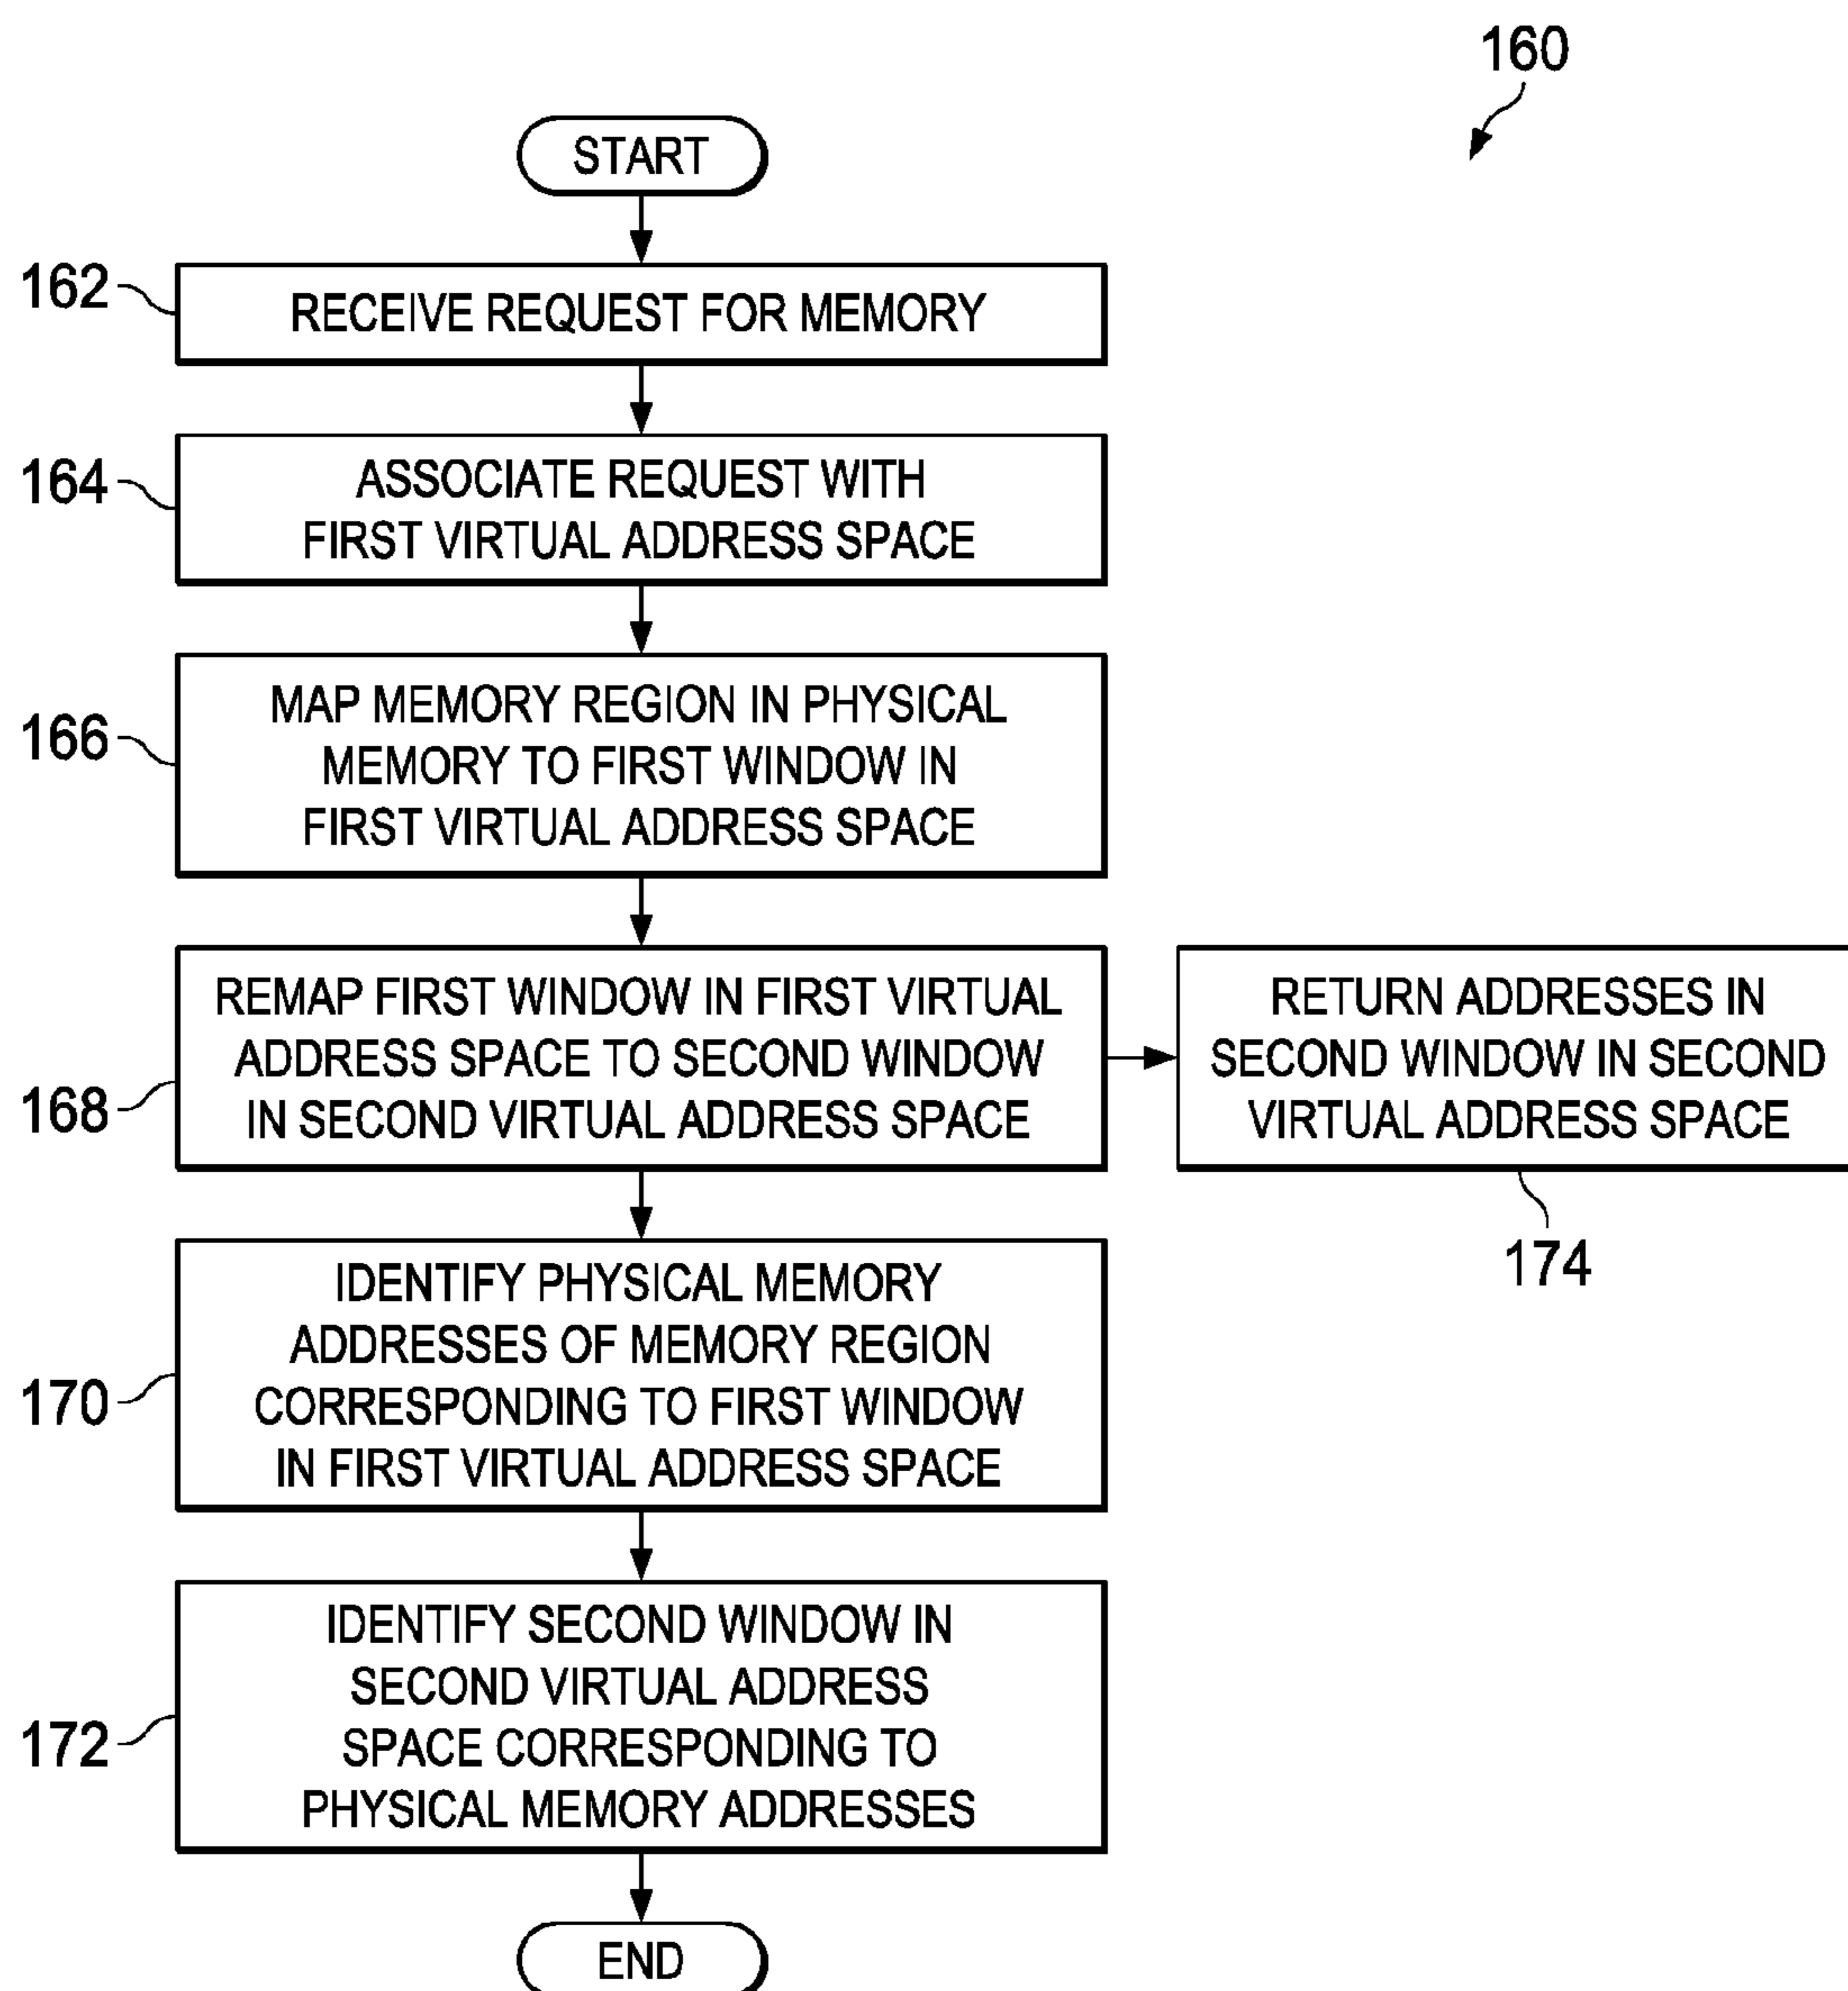 160
START
162
RECEIVE REQUEST FOR MEMORY
164
ASSOCIATE REQUEST WITH
FIRST VIRTUAL ADDRESS SPACE
166
MAP MEMORY REGION IN PHYSICAL
MEMORY TO FIRST WINDOW IN
FIRST VIRTUAL ADDRESS SPACE
168
REMAP FIRST WINDOW IN FIRST VIRTUAL
ADDRESS SPACE TO SECOND WINDOW
IN SECOND VIRTUAL ADDRESS SPACE
RETURN ADDRESSES IN
SECOND WINDOW IN SECOND
VIRTUAL ADDRESS SPACE
174
170
IDENTIFY PHYSICAL MEMORY
ADDRESSES OF MEMORY REGION
CORRESPONDING TO FIRST WINDOW
IN FIRST VIRTUAL ADDRESS SPACE
172
IDENTIFY SECOND WINDOW IN
SECOND VIRTUAL ADDRESS
SPACE CORRESPONDING TO
PHYSICAL MEMORY ADDRESSES
END